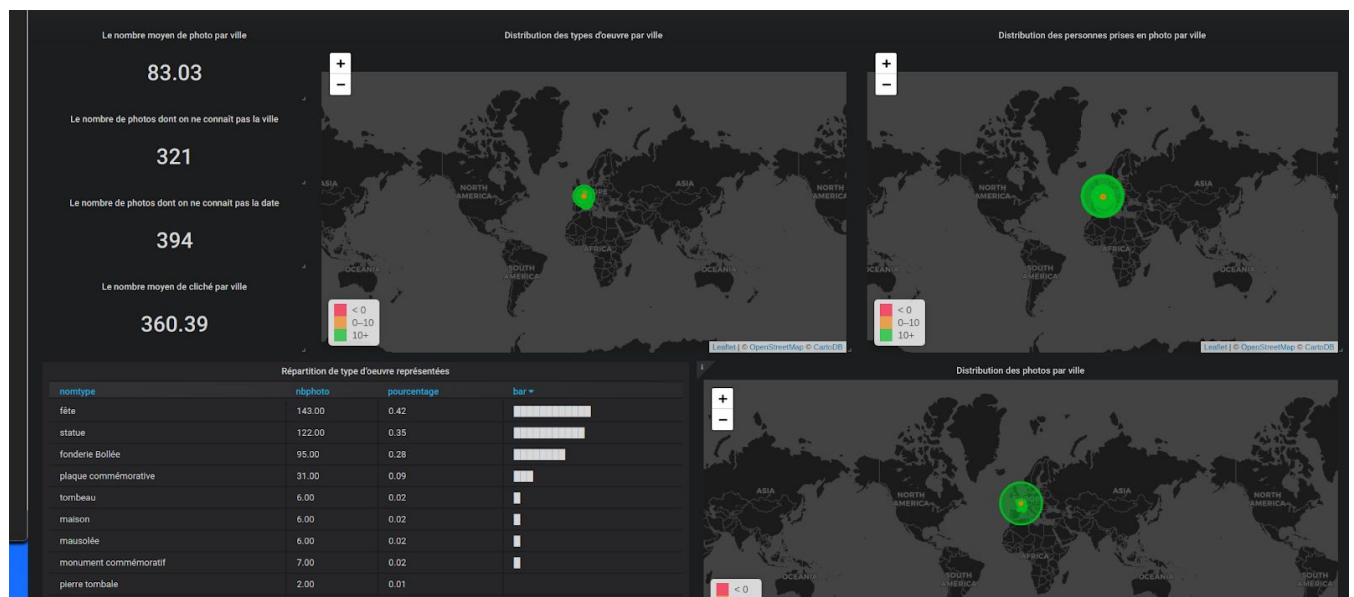 Le nombre moyen de photo par ville
83.03
Le nombre de photos dont on ne connaît pas la ville
321
Le nombre de photos dont on ne connait pas la date
394
Le nombre moyen de cliché par ville
360.39
Distribution des types d'oeuvre par ville
+
−
ASIA
NORTH
AMERICA
ASIA
NORTH
AMERICA
AFRICA
OCEANIA
SOUTH
AMERICA
OCEANIA
< 0
0–10
10+
Leaflet | © OpenStreetMap © CartoDB
Distribution des personnes prises en photo par ville
+
−
NORTH
AMERICA
ASIA
AFRICA
OCEANIA
SOUTH
AMERICA
OCEANIA
< 0
0–10
10+
Leaflet | © OpenStreetMap © CartoDB
Répartition de type d'oeuvre représentées
nomtype nbphoto pourcentage bar
fête 143.00 0.42
statue 122.00 0.35
fonderie Bollée 95.00 0.28
plaque commémorative 31.00 0.09
tombeau 6.00 0.02
maison 6.00 0.02
mausolée 6.00 0.02
monument commémoratif 7.00 0.02
pierre tombale 2.00 0.01
i
Distribution des photos par ville
+
−
ASIA
NORTH
AMERICA
ASIA
NORTH
AMERICA
AFRICA
OCEANIA
SOUTH
AMERICA
OCEANIA
SOUTH
AMERICA
< 0